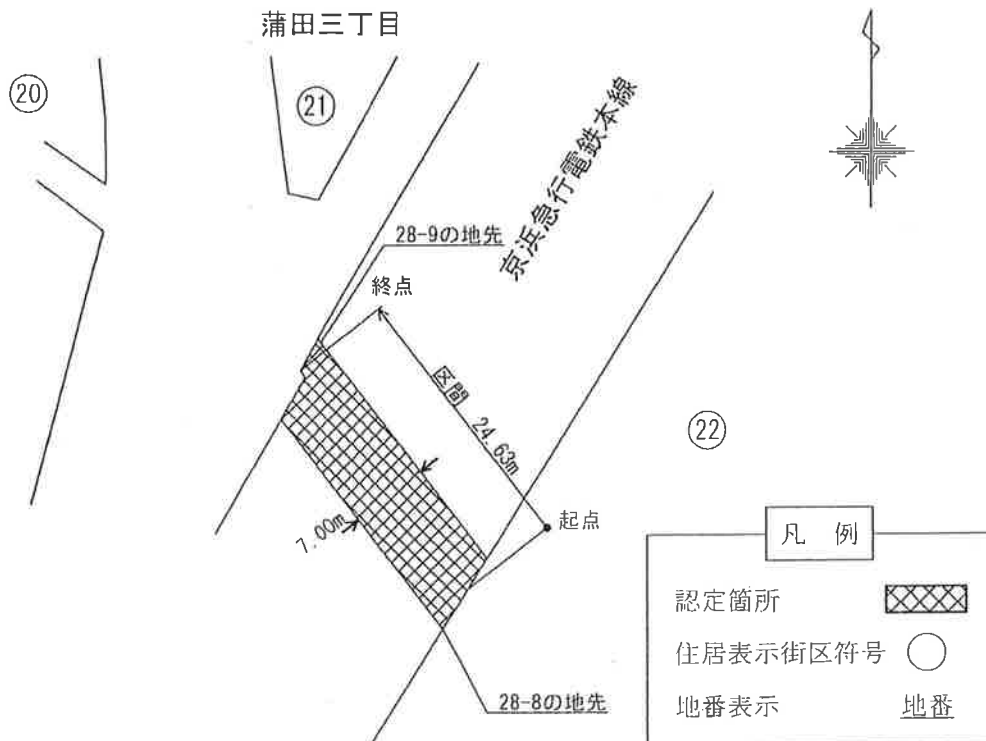 蒲田三丁目
20
21
京浜急行電鉄本線
28-9の地先
終点
区間 24.63m
22
7.00m
起点
28-8の地先
凡 例
認定箇所
住居表示街区符号
地番表示 地番